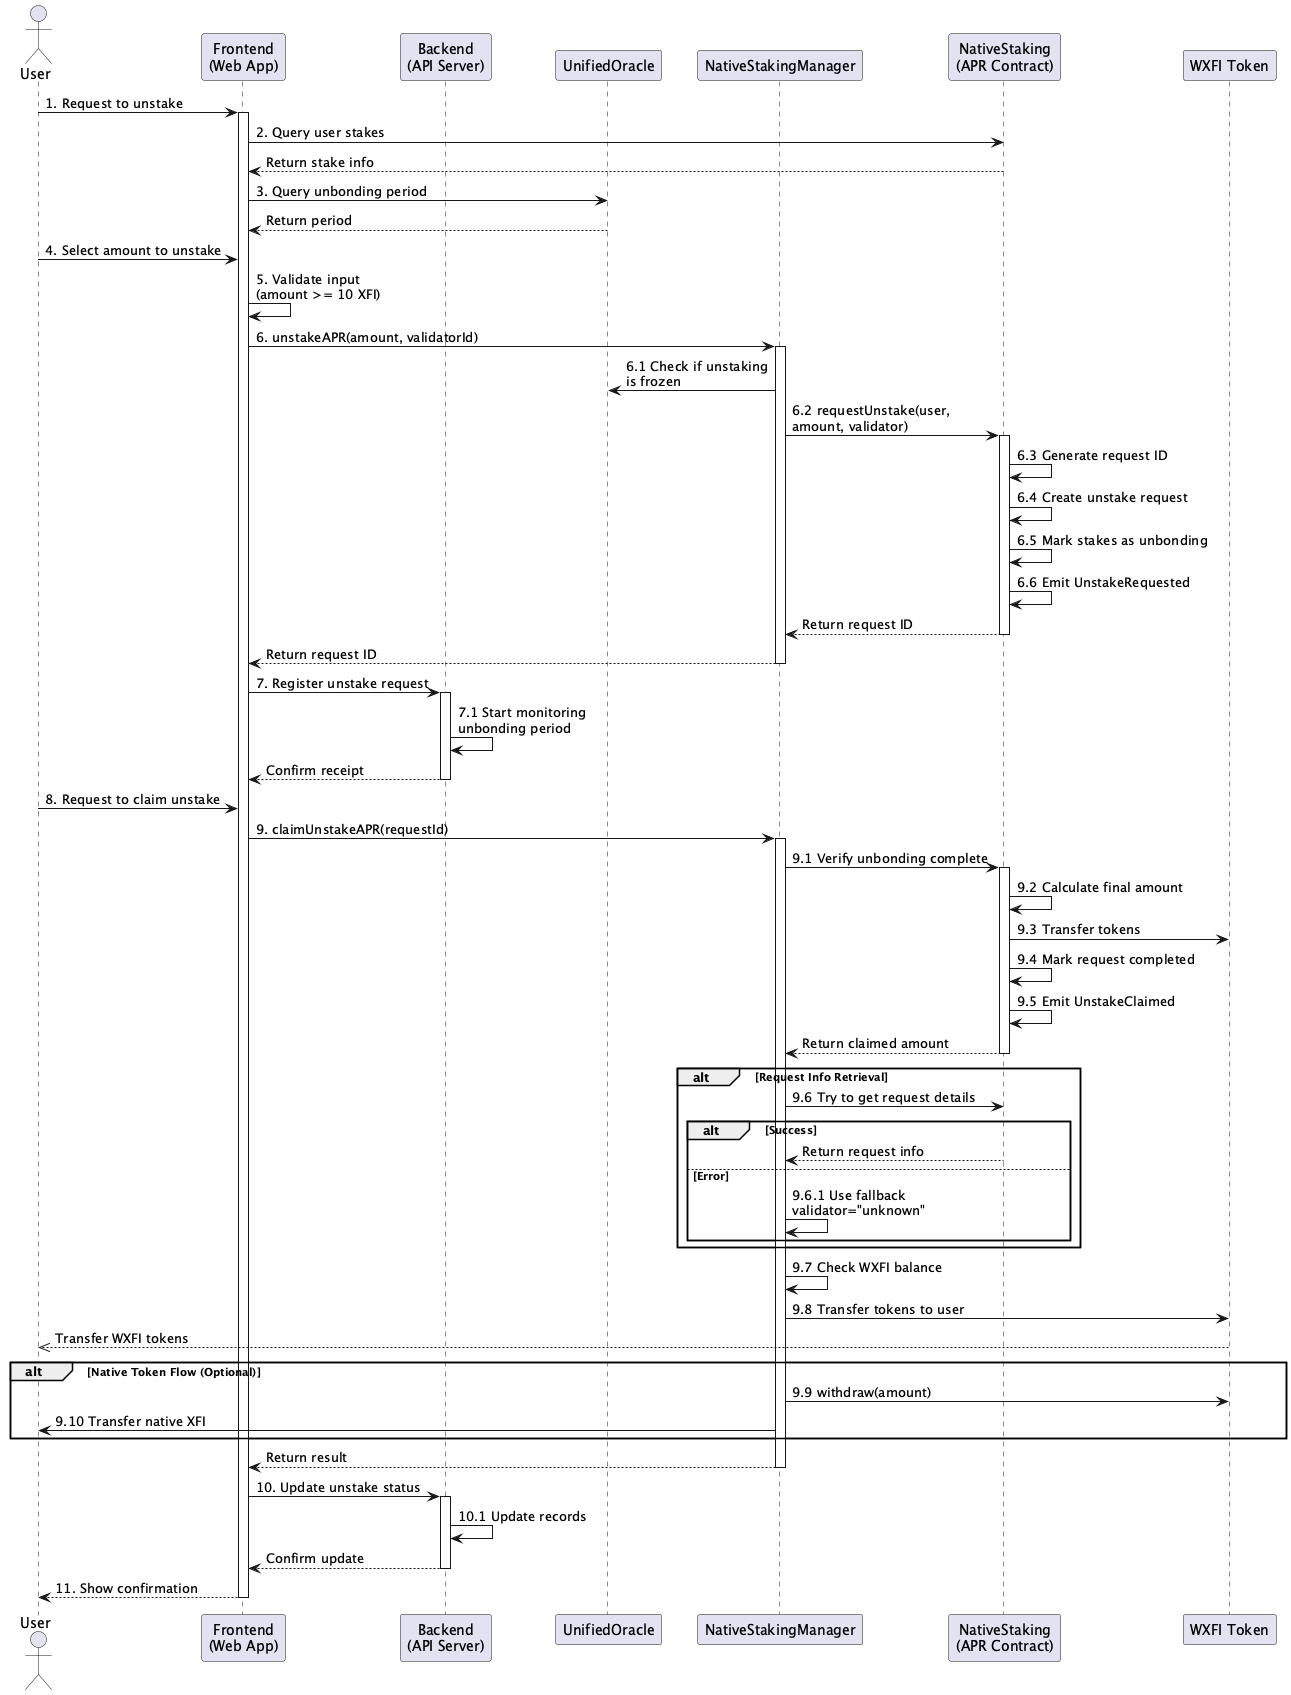 User
Frontend
(Web App)
Backend
(API Server)
UnifiedOracle
NativeStakingManager
NativeStaking
(APR Contract)
WXFI Token
1. Request to unstake
2. Query user stakes
Return stake info
3. Query unbonding period
Return period
4. Select amount to unstake
5. Validate input
(amount >= 10 XFI)
6. unstakeAPR(amount, validatorId)
6.1 Check if unstaking
is frozen
6.2 requestUnstake(user,
amount, validator)
6.3 Generate request ID
6.4 Create unstake request
6.5 Mark stakes as unbonding
6.6 Emit UnstakeRequested
Return request ID
Return request ID
7. Register unstake request
7.1 Start monitoring
unbonding period
Confirm receipt
8. Request to claim unstake
9. claimUnstakeAPR(requestId)
9.1 Verify unbonding complete
9.2 Calculate final amount
9.3 Transfer tokens
9.4 Mark request completed
9.5 Emit UnstakeClaimed
Return claimed amount
alt [Request Info Retrieval]
9.6 Try to get request details
alt [Success]
Return request info
[Error]
9.6.1 Use fallback
validator="unknown"
9.7 Check WXFI balance
9.8 Transfer tokens to user
Transfer WXFI tokens
alt [Native Token Flow (Optional)]
9.9 withdraw(amount)
9.10 Transfer native XFI
Return result
10. Update unstake status
10.1 Update records
Confirm update
11. Show confirmation
User
Frontend
(Web App)
Backend
(API Server)
UnifiedOracle
NativeStakingManager
NativeStaking
(APR Contract)
WXFI Token